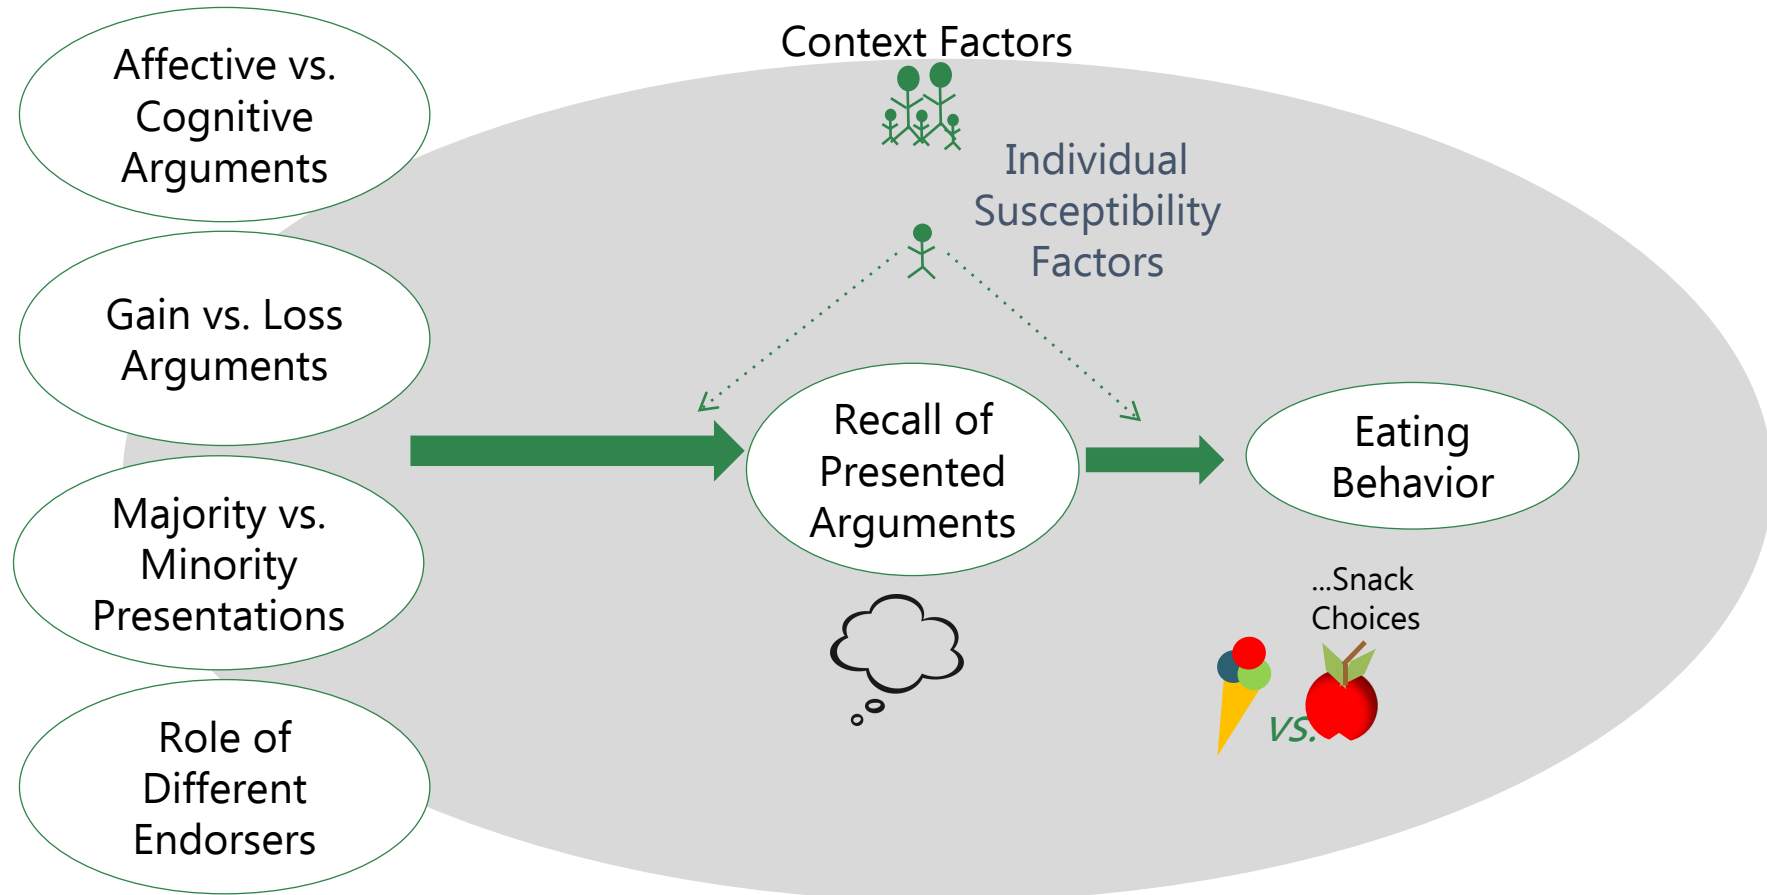 Affective vs.
Cognitive
Arguments
Gain vs. Loss
Arguments
Majority vs.
Minority
Presentations
Role of
Different
Endorsers
Context Factors
Individual
Susceptibility
Factors
Recall of
Presented
Arguments
Eating
Behavior
...Snack
Choices
vs.